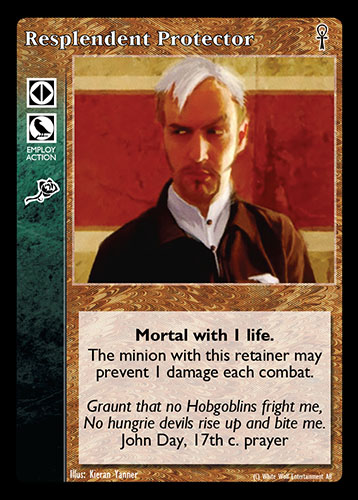 Resplendent Protector
EMPLOY
ACTION
Mortal with 1 life.
The minion with this retainer may
prevent 1 damage each combat.
Graunt that no Hobgoblins fright me,
No hungrie devils rise up and bite me.
John Day, 17th c. prayer
Illus: Kieran Yanner
(C) White Wolf Entertainment AB